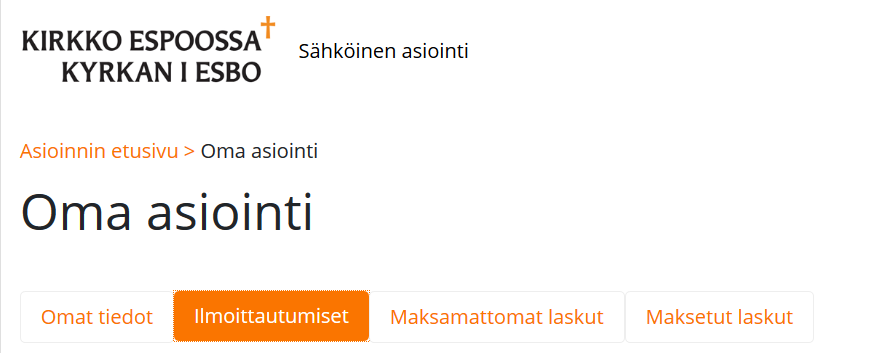 KIRKKO ESPOOSSA
KYRKAN I ESBO
Sähköinen asiointi
Asioinnin etusivu > Oma asiointi
Oma asiointi
Omat tiedot Ilmoittautumiset Maksamattomat laskut Maksetut laskut